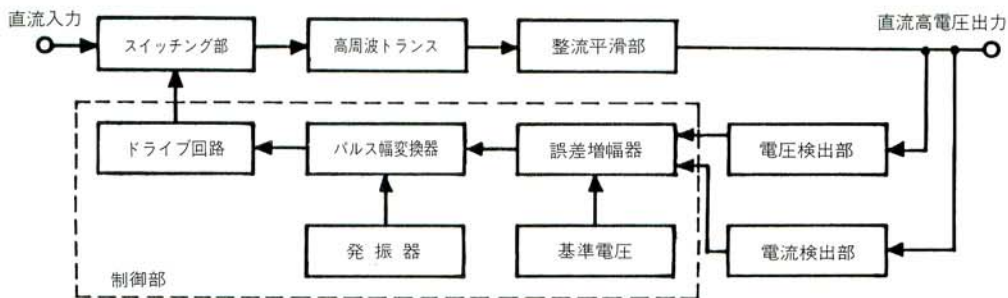 直流入力
直流高電圧出力
スイッチング部
高周波トランス
整流平滑部
ドライブ回路
パルス幅変換器
誤差増幅器
電圧検出部
発振器
基準電圧
電流検出部
制御部